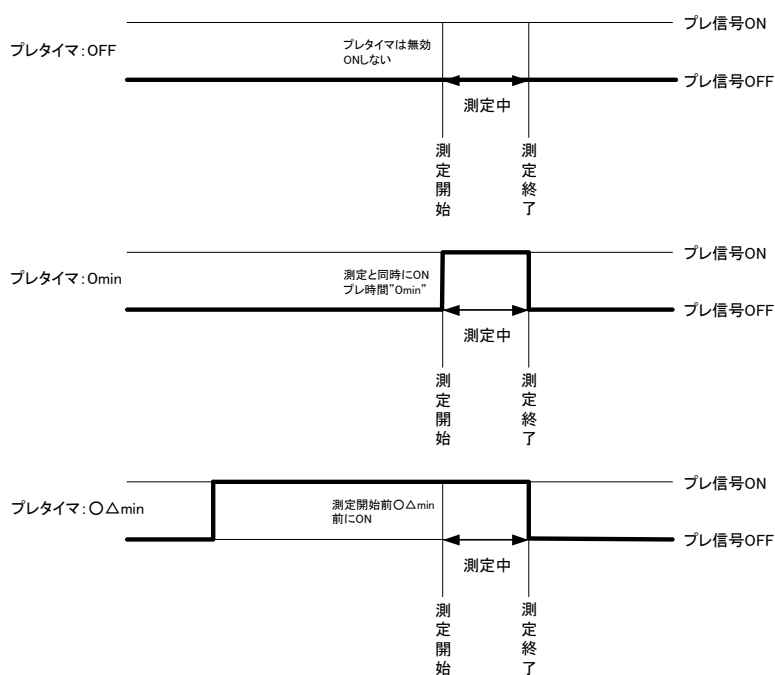 プレタイマ:OFF
プレタイマは無効
ONしない
プレ信号ON
プレ信号OFF
測定中
測定開始
測定終了
プレタイマ:0min
測定と同時にON
プレ時間"0min"
プレ信号ON
プレ信号OFF
測定中
測定開始
測定終了
プレタイマ:○△min
測定開始前○△min
前にON
プレ信号ON
プレ信号OFF
測定中
測定開始
測定終了